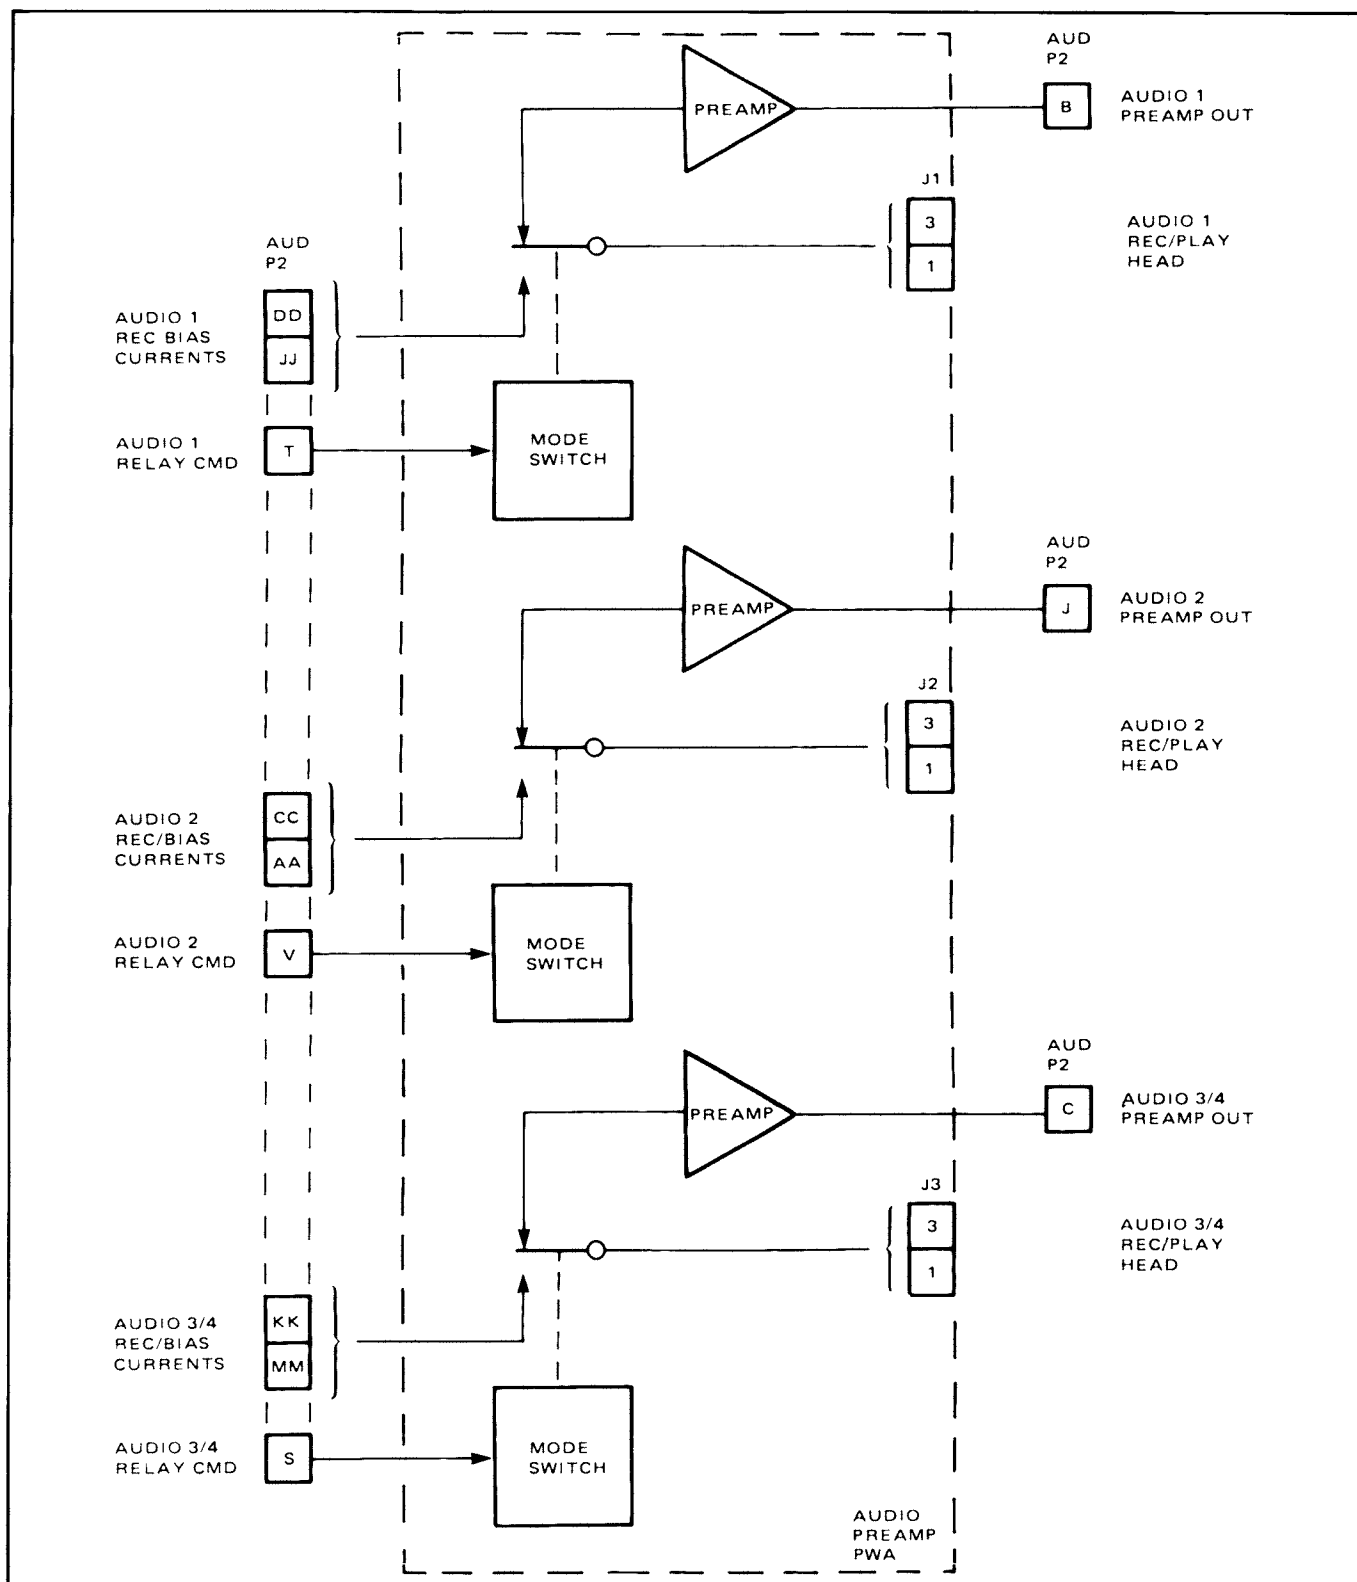 AUD
P2
PREAMP
B
AUDIO 1
PREAMP OUT
J1
3
1
AUDIO 1
REC/PLAY
HEAD
AUD
P2
AUDIO 1
REC BIAS
CURRENTS
DD
JJ
AUDIO 1
RELAY CMD
T
MODE
SWITCH
AUD
P2
PREAMP
J
AUDIO 2
PREAMP OUT
J2
3
1
AUDIO 2
REC/PLAY
HEAD
AUDIO 2
REC/BIAS
CURRENTS
CC
AA
AUDIO 2
RELAY CMD
V
MODE
SWITCH
AUD
P2
PREAMP
C
AUDIO 3/4
PREAMP OUT
J3
3
1
AUDIO 3/4
REC/PLAY
HEAD
AUDIO 3/4
REC/BIAS
CURRENTS
KK
MM
AUDIO 3/4
RELAY CMD
S
MODE
SWITCH
AUDIO
PREAMP
PWA